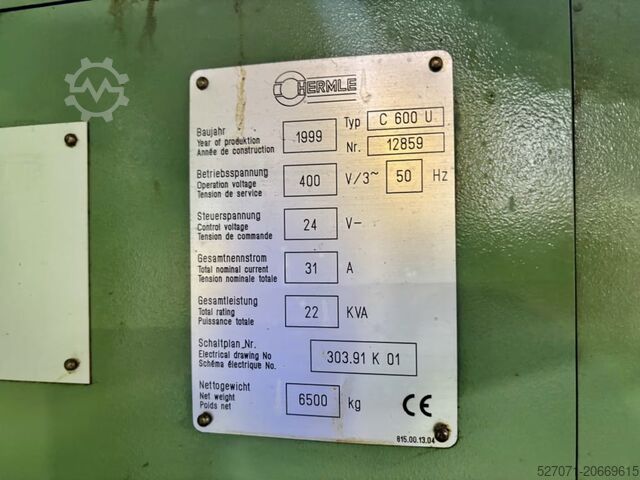 HERMLE
Baujahr
Year of produktion
Année de construction
1999
Typ C 600 U
Nr. 12859
Betriebsspannung
Operation voltage
Tension de service
400 V/3~ 50 Hz
Steuerspannung
Control voltage
Tension de commande
24 V-
Gesamtnennstrom
Total nominal current
Tension nominale totale
31 A
Gesamtleistung
Total rating
Puissance totale
22 KVA
Schaltplan_Nr.
Electrical drawing No
Schéma électrique No.
303.91 K 01
Nettogewicht
Net weight
Poids net
6500 kg
CE
815.00.13.04
527071-20669615